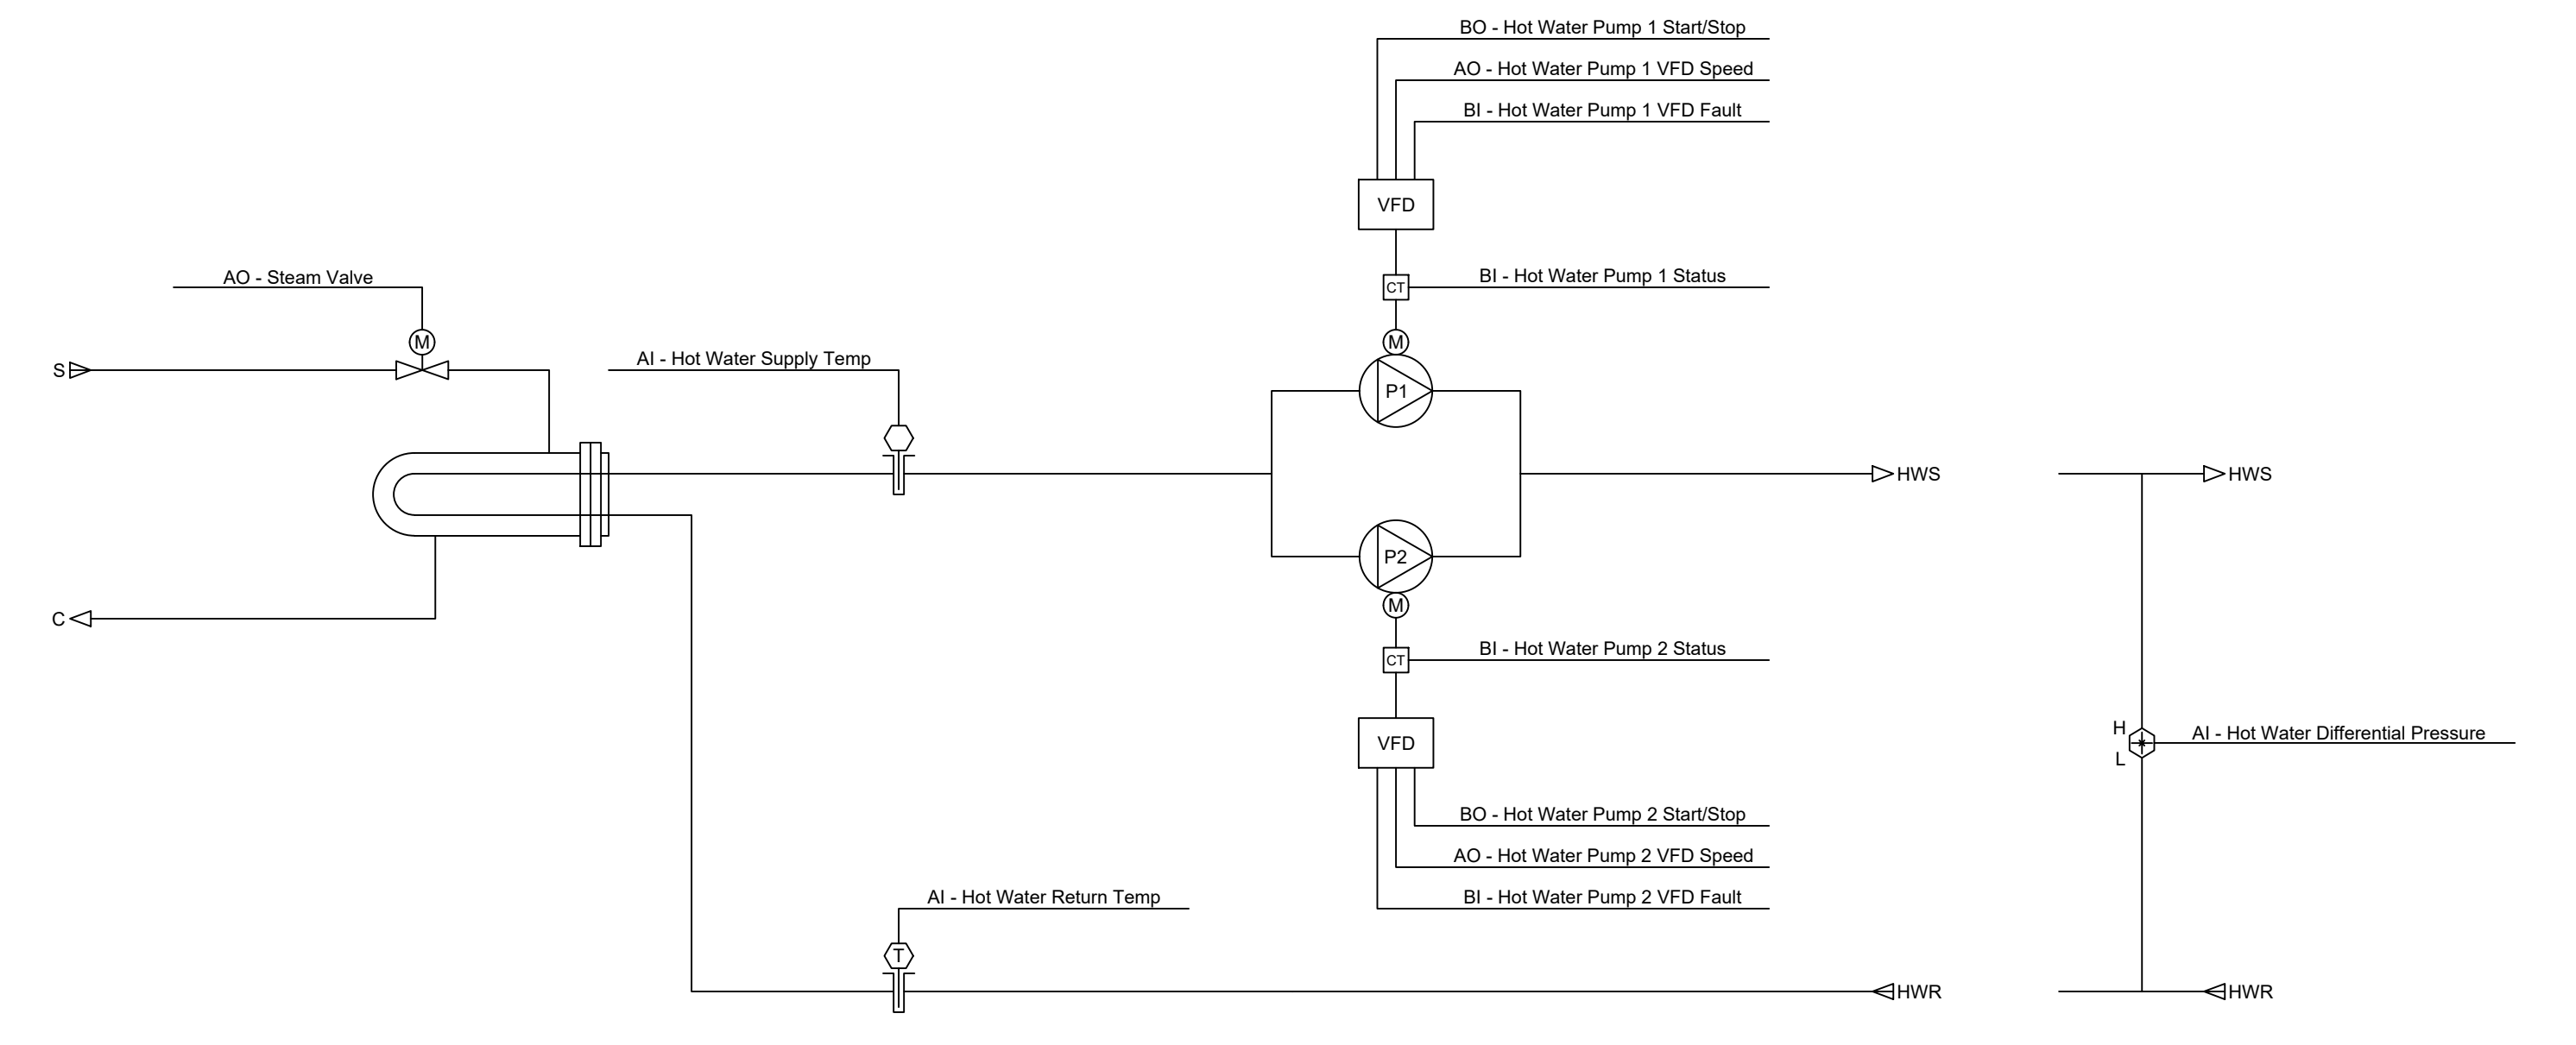 BO - Hot Water Pump 1 Start/Stop
AO - Hot Water Pump 1 VFD Speed
BI - Hot Water Pump 1 VFD Fault
VFD
AO - Steam Valve
CT
BI - Hot Water Pump 1 Status
M
M
S
AI - Hot Water Supply Temp
P1
HWS
HWS
P2
M
C
CT
BI - Hot Water Pump 2 Status
H
L
AI - Hot Water Differential Pressure
VFD
BO - Hot Water Pump 2 Start/Stop
AO - Hot Water Pump 2 VFD Speed
BI - Hot Water Pump 2 VFD Fault
AI - Hot Water Return Temp
T
HWR
HWR